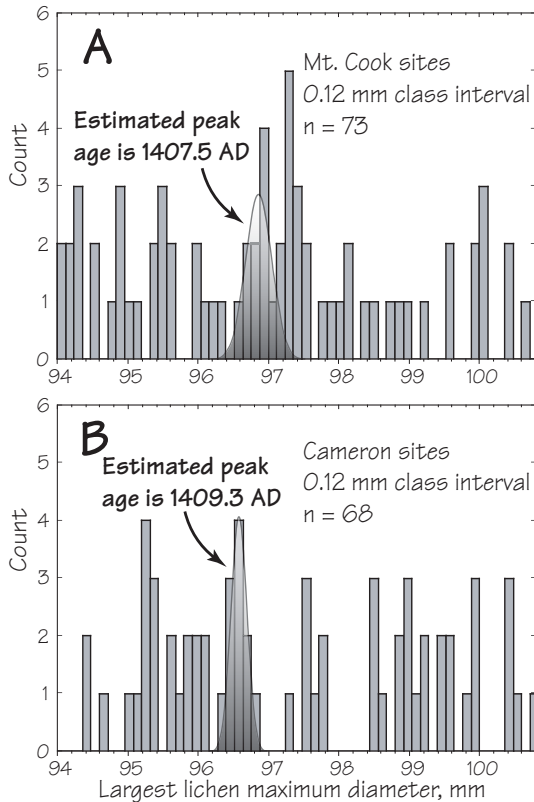 6
A
Mt. Cook sites
0.12 mm class interval
n = 73
5
Estimated peak
age is 1407.5 AD
4
Count
3
2
1
0
94 95 96 97 98 99 100
6
B
Cameron sites
0.12 mm class interval
n = 68
5
Estimated peak
age is 1409.3 AD
4
Count
3
2
1
0
94 95 96 97 98 99 100
Largest lichen maximum diameter, mm